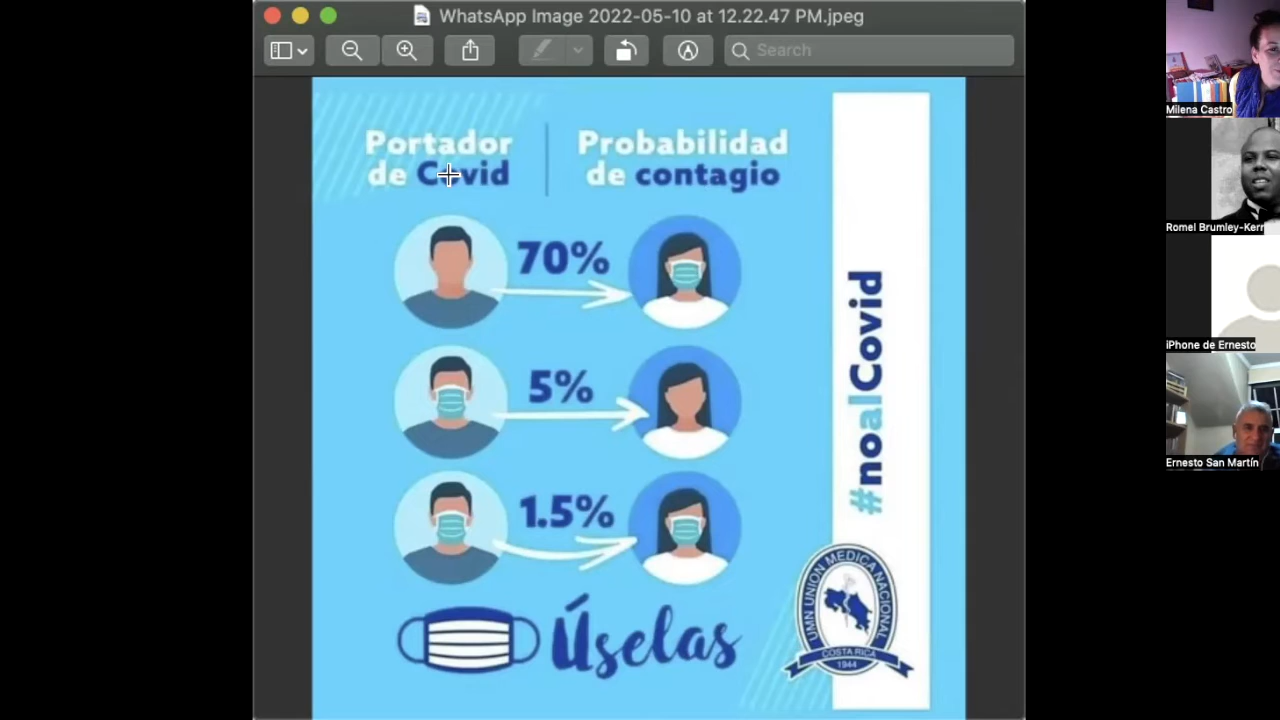 WhatsApp Image 2022-05-10 at 12.22.47 PM.jpeg
Search
Portador
de Covid
Probabilidad
de contagio
70%
5%
1.5%
Úselas
#noalCovid
UMN UNION MEDICA NACIONAL
COSTA RICA
1944
Milena Castro
Romel Brumley-Kerr
iPhone de Ernesto
Ernesto San Martín